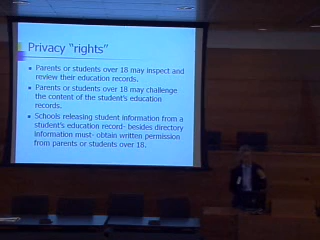 Privacy “rights”
Parents or students over 18 may inspect and
review their education records.
Parents or students over 18 may challenge
the content of the student's education
records.
Schools releasing student information from a
student's education record- besides directory
information must- obtain written permission
from parents or students over 18.